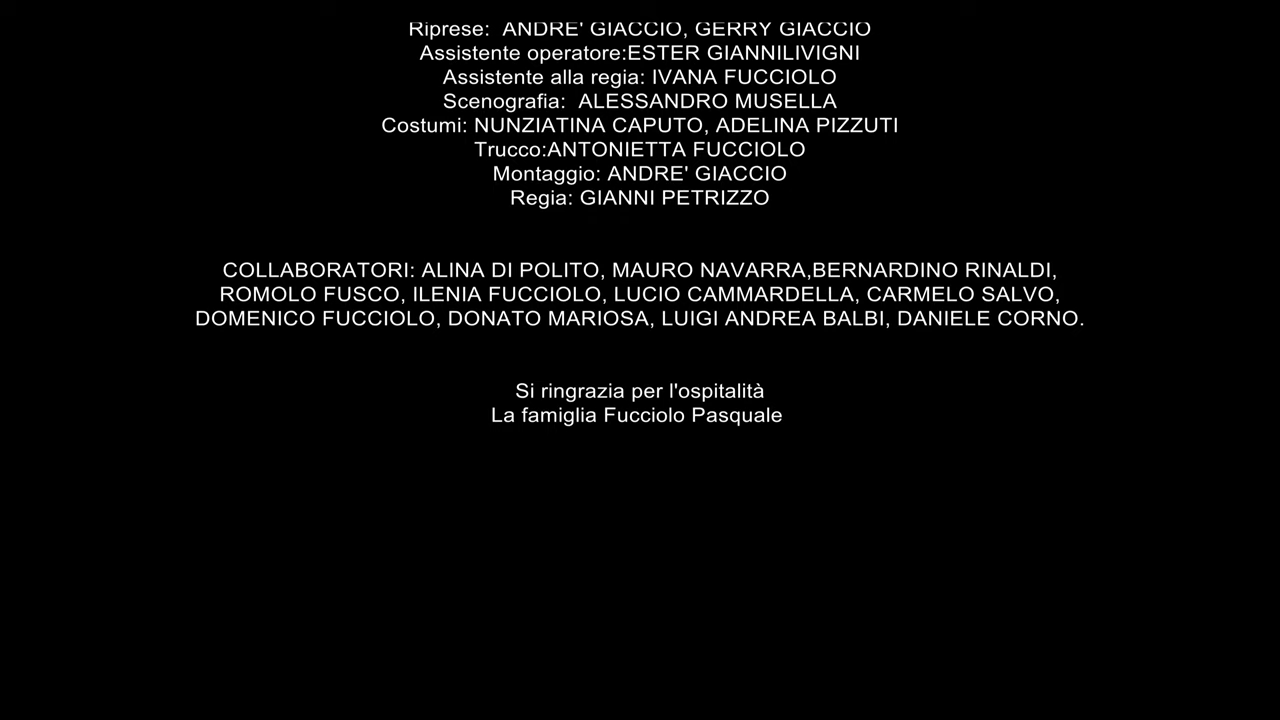 Riprese:  ANDRE' GIACCIO, GERRY GIACCIO
Assistente operatore:ESTER GIANNILIVIGNI
Assistente alla regia: IVANA FUCCIOLO
Scenografia:  ALESSANDRO MUSELLA
Costumi: NUNZIATINA CAPUTO, ADELINA PIZZUTI
Trucco:ANTONIETTA FUCCIOLO
Montaggio: ANDRE' GIACCIO
Regia: GIANNI PETRIZZO
COLLABORATORI: ALINA DI POLITO, MAURO NAVARRA,BERNARDINO RINALDI,
ROMOLO FUSCO, ILENIA FUCCIOLO, LUCIO CAMMARDELLA, CARMELO SALVO,
DOMENICO FUCCIOLO, DONATO MARIOSA, LUIGI ANDREA BALBI, DANIELE CORNO.
Si ringrazia per l'ospitalità
La famiglia Fucciolo Pasquale